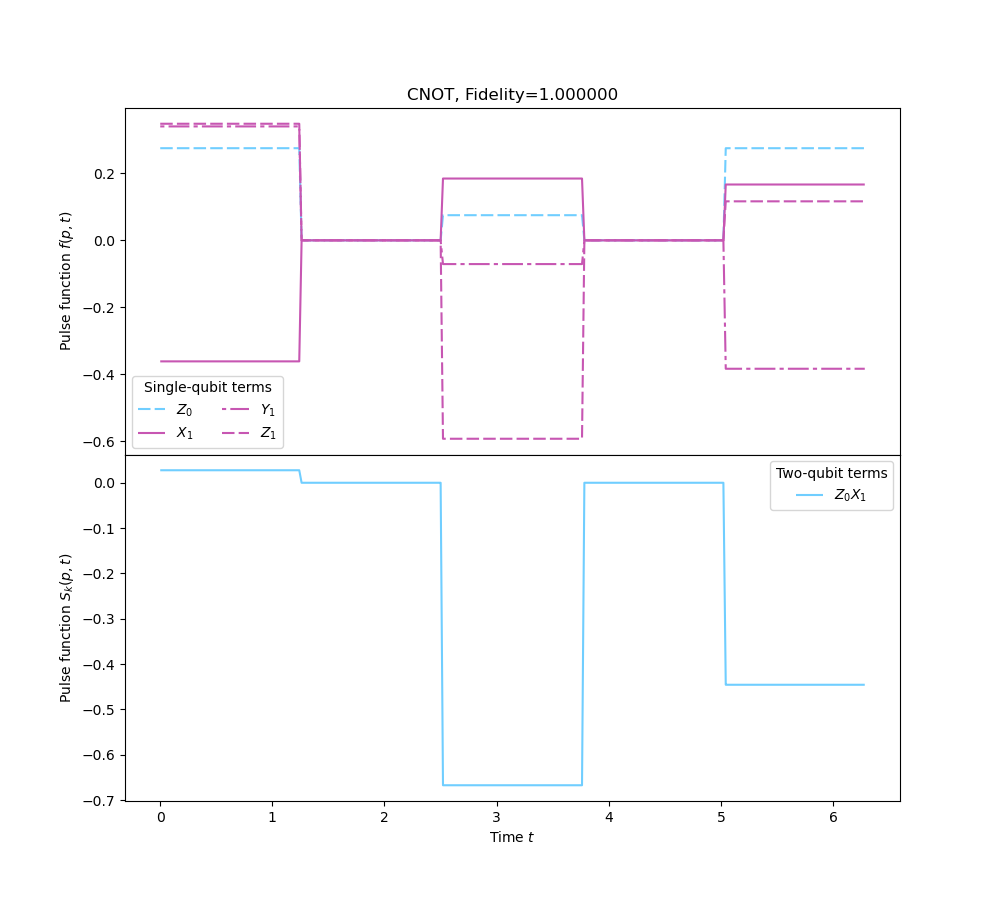 CNOT, Fidelity=1.000000
Pulse function f(p, t)
0.2
0.0
−0.2
−0.4
−0.6
Single-qubit terms
Z₀ Y₁
X₁ Z₁
Pulse function Sₖ(p, t)
0.0
−0.1
−0.2
−0.3
−0.4
−0.5
−0.6
−0.7
Two-qubit terms
Z₀X₁
0 1 2 3 4 5 6
Time t